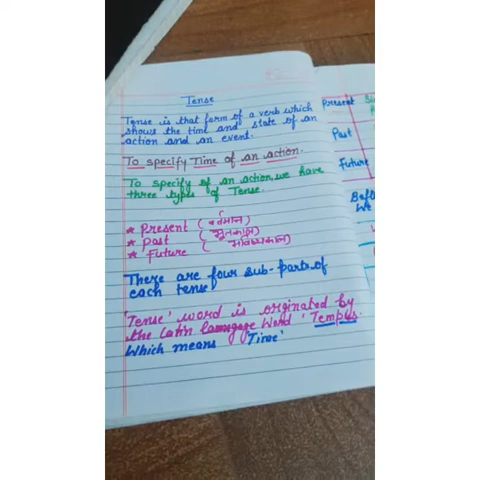 Tense
Tense is that form of a verb which
shows the time and state of an
action and an event.
To specify Time of an action.
To specify of an action, we have
three types of Tense.
* Present (वर्तमान)
* Past (भूतकाल)
* Future (भविष्यकाल)
There are four sub-parts of
each tense
'Tense' word is orginated by
the Latin Language Word 'Tempus.
Which means 'Time'
Present
Past
Future
Befo
We